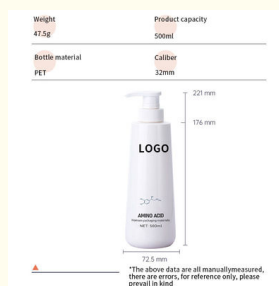 Weight
Product capacity
47.5g
500ml
Bottle material
Caliber
PET
32mm
221 mm
176 mm
LOGO
AMINO ACID
NET: 500ml
72.5 mm
*The above data are all manuallymeasured,
there are errors, for reference only, please
prevail in kind